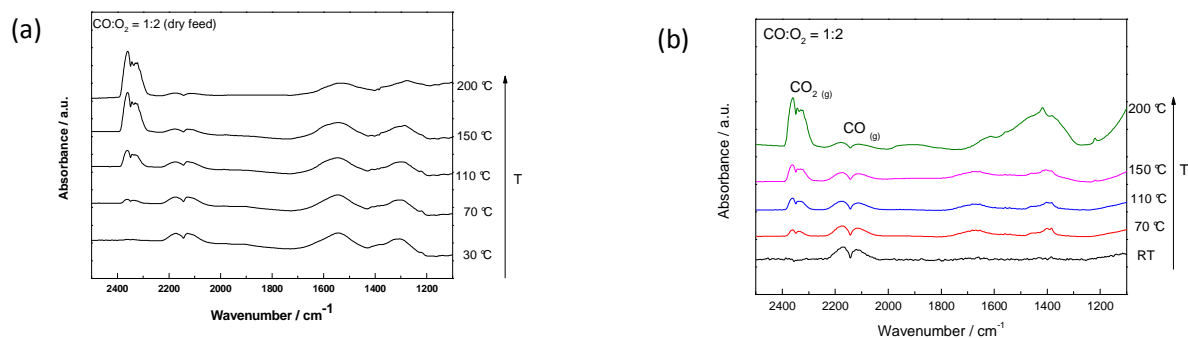 (a)
CO:O₂ = 1:2 (dry feed)
200 °C
150 °C
110 °C
70 °C
30 °C
T
Absorbance / a.u.
2400 2200 2000 1800 1600 1400 1200
Wavenumber / cm⁻¹
(b)
CO:O₂ = 1:2
CO₂ (g)
CO (g)
200 °C
150 °C
110 °C
70 °C
RT
T
Absorbance / a.u.
2400 2200 2000 1800 1600 1400 1200
Wavenumber / cm⁻¹